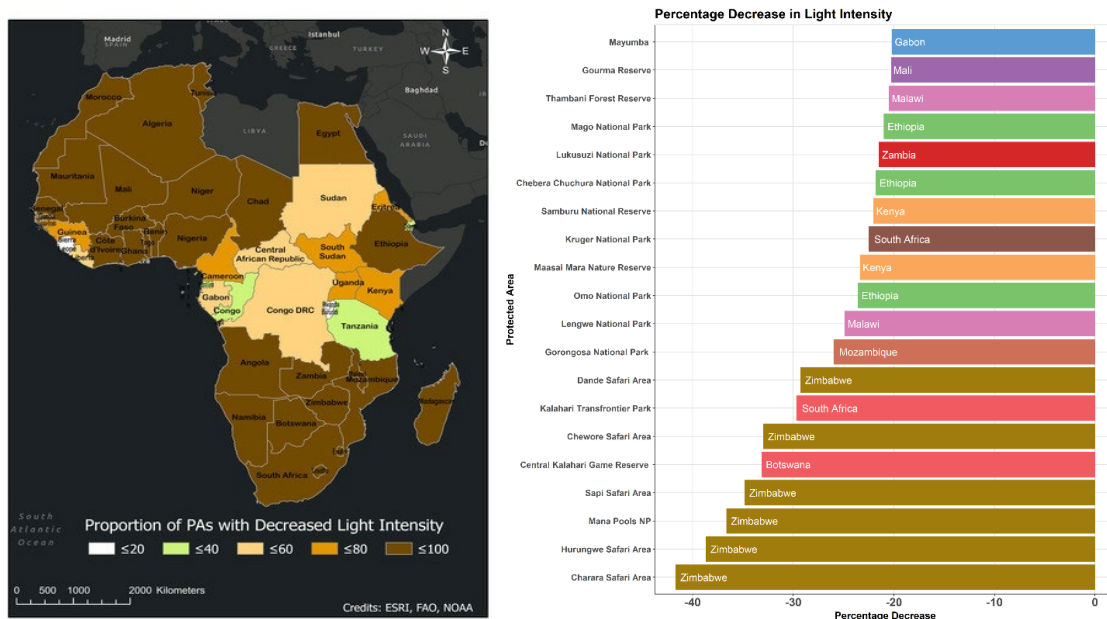 Madrid
SPAIN
Istanbul
GREECE
TURKEY
N
W
E
S
Baghdad
SAUDI
ARABIA
LIBYA
Morocco
Algeria
Egypt
Mauritania
Mali
Niger
Chad
Sudan
Eritrea
Burkina
Faso
Guinea
Sierra
Leone
Liberia
Côte
d'Ivoire
Ghana
Togo
Benin
Nigeria
Ethiopia
South
Sudan
Central
African Republic
Cameroon
Uganda
Kenya
Gabon
Congo
Congo DRC
Tanzania
Angola
Zambia
Mozambique
Zimbabwe
Madagascar
Namibia
Botswana
South Africa
South
Atlantic
Ocean
Proportion of PAs with Decreased Light Intensity
≤20 ≤40 ≤60 ≤80 ≤100
0 500 1000 2000 Kilometers
Credits: ESRI, FAO, NOAA
Percentage Decrease in Light Intensity
Protected Area
Mayumba Gabon
Gourma Reserve Mali
Thambani Forest Reserve Malawi
Mago National Park Ethiopia
Lukusuzi National Park Zambia
Chebera Chuchura National Park Ethiopia
Samburu National Reserve Kenya
Kruger National Park South Africa
Maasai Mara Nature Reserve Kenya
Omo National Park Ethiopia
Lengwe National Park Malawi
Gorongosa National Park Mozambique
Dande Safari Area Zimbabwe
Kalahari Transfrontier Park South Africa
Chewore Safari Area Zimbabwe
Central Kalahari Game Reserve Botswana
Sapi Safari Area Zimbabwe
Mana Pools NP Zimbabwe
Hurungwe Safari Area Zimbabwe
Charara Safari Area Zimbabwe
-40 -30 -20 -10 0
Percentage Decrease